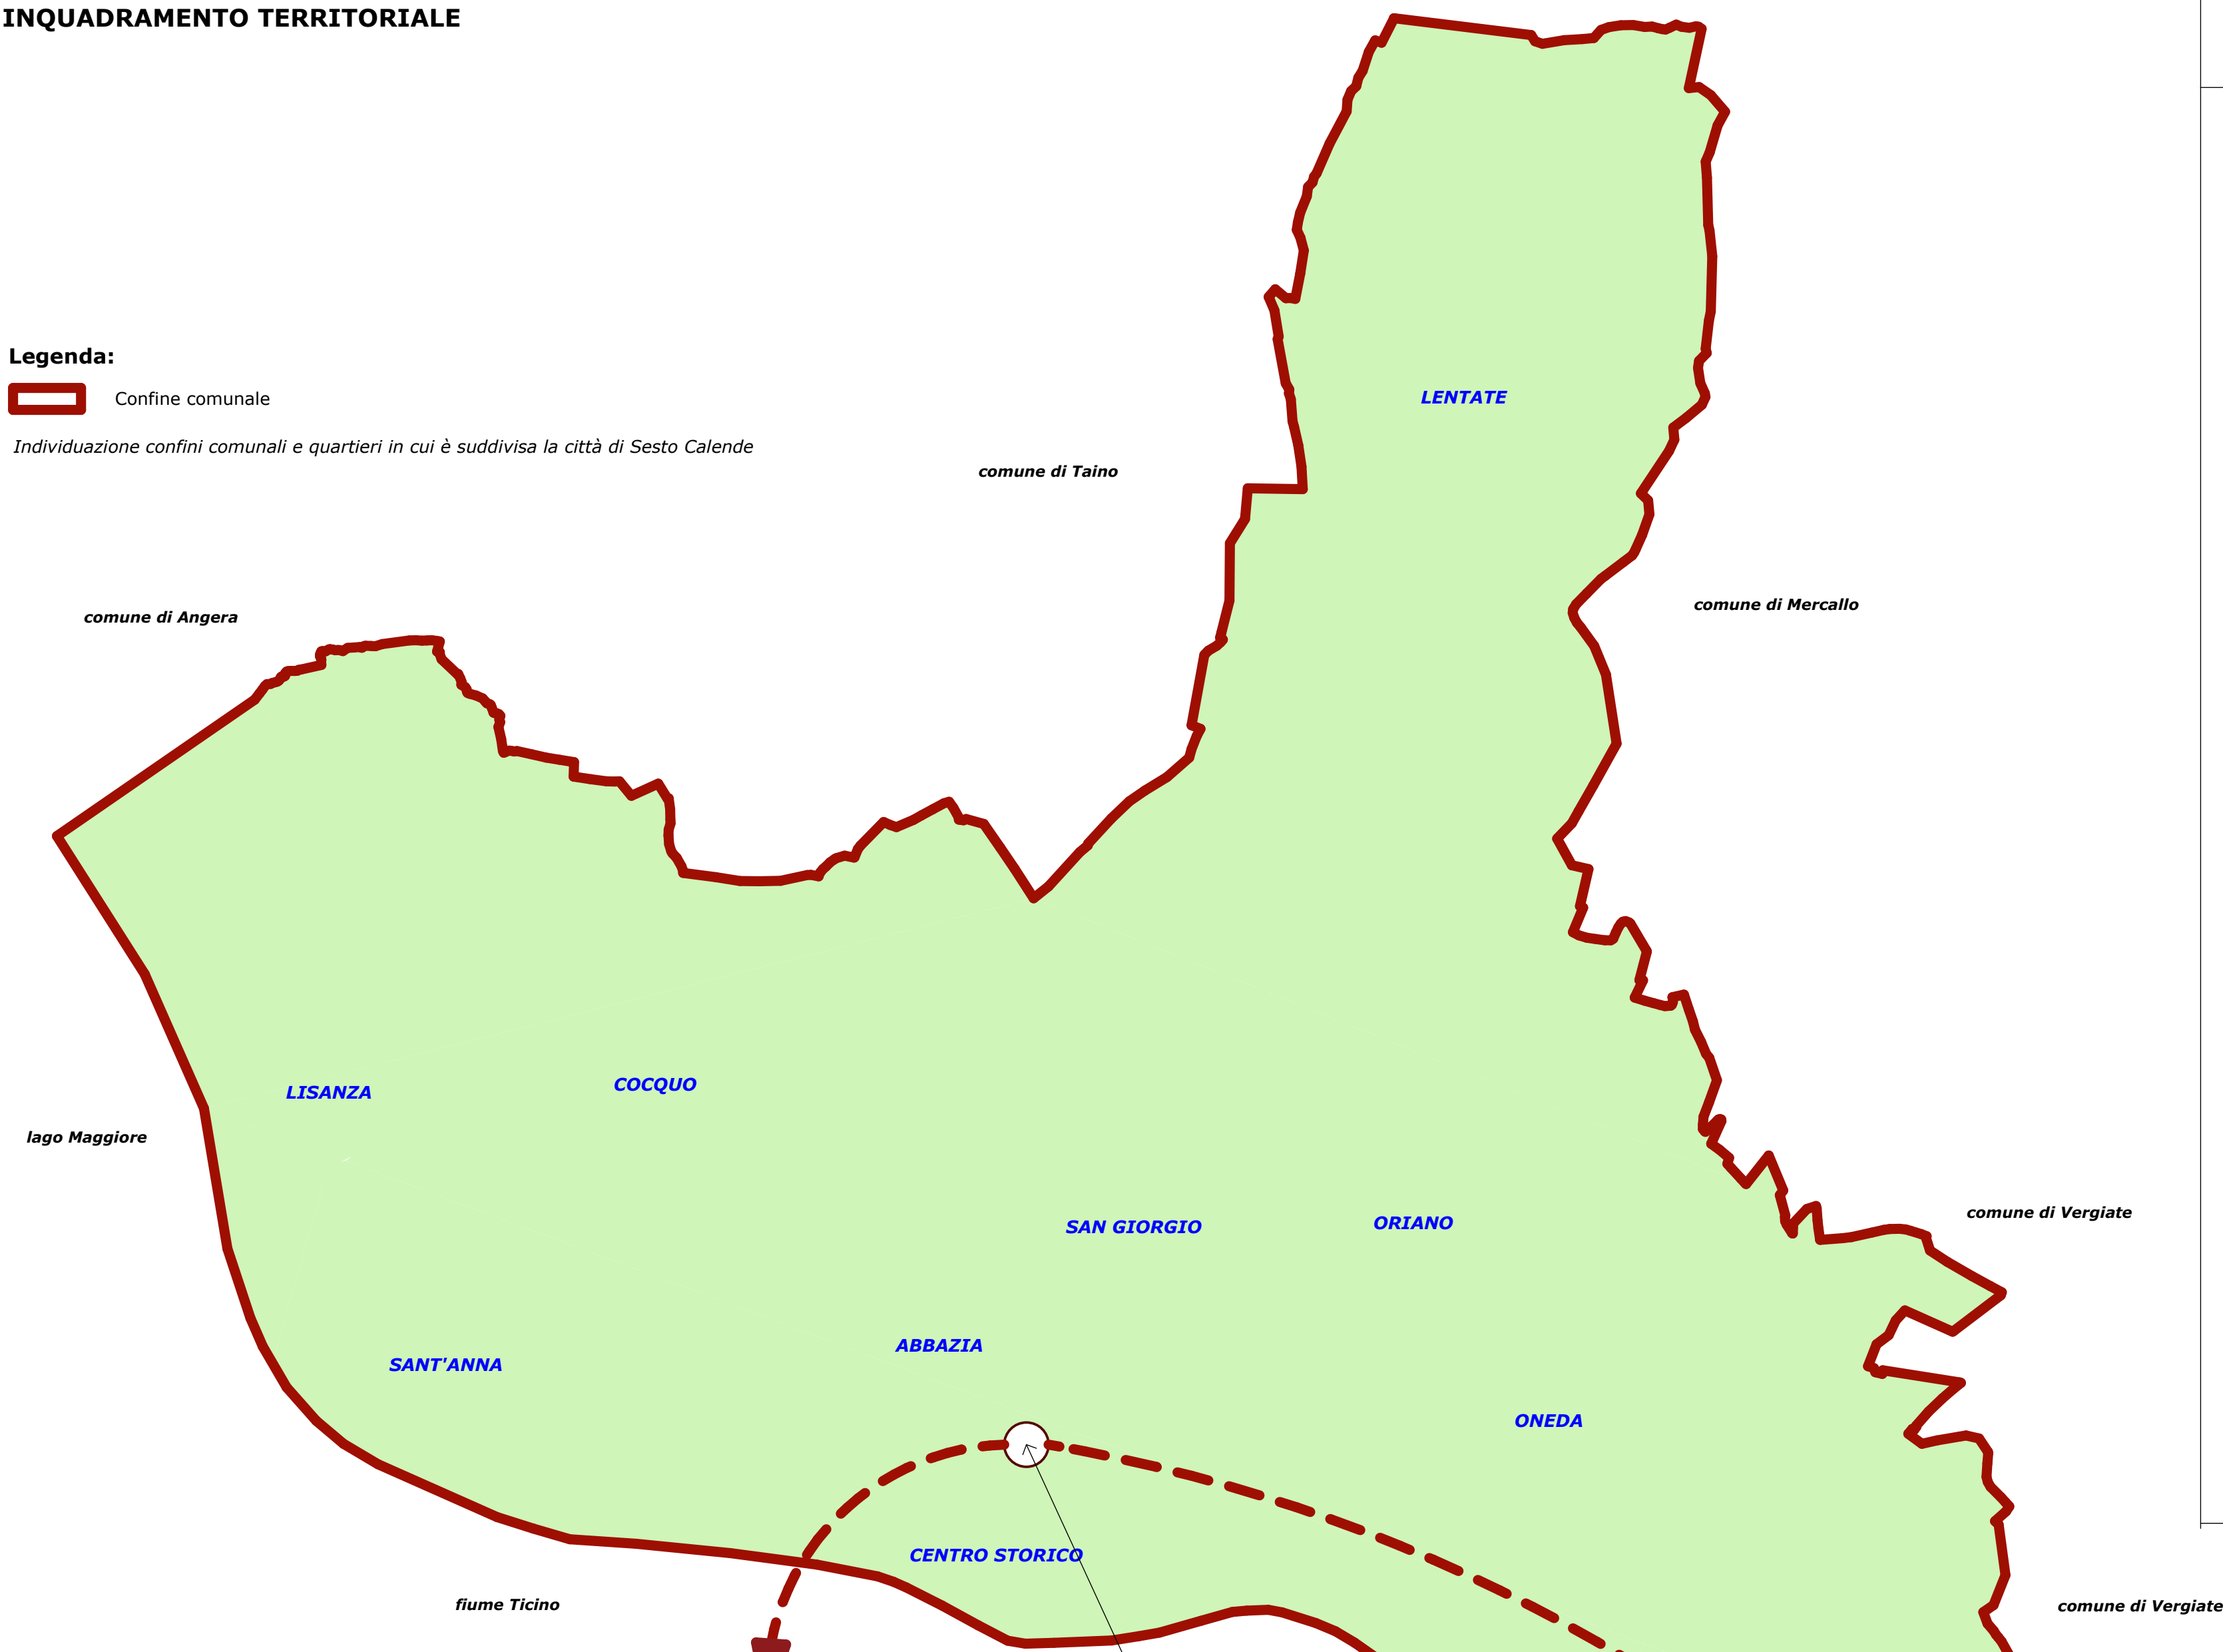 INQUADRAMENTO TERRITORIALE
Legenda:
Confine comunale
Individuazione confini comunali e quartieri in cui è suddivisa la città di Sesto Calende
LENTATE
comune di Taino
comune di Angera
comune di Mercallo
LISANZA
COCQUO
lago Maggiore
comune di Vergiate
SAN GIORGIO
ORIANO
ABBAZIA
SANT'ANNA
ONEDA
CENTRO STORICO
fiume Ticino
comune di Vergiate